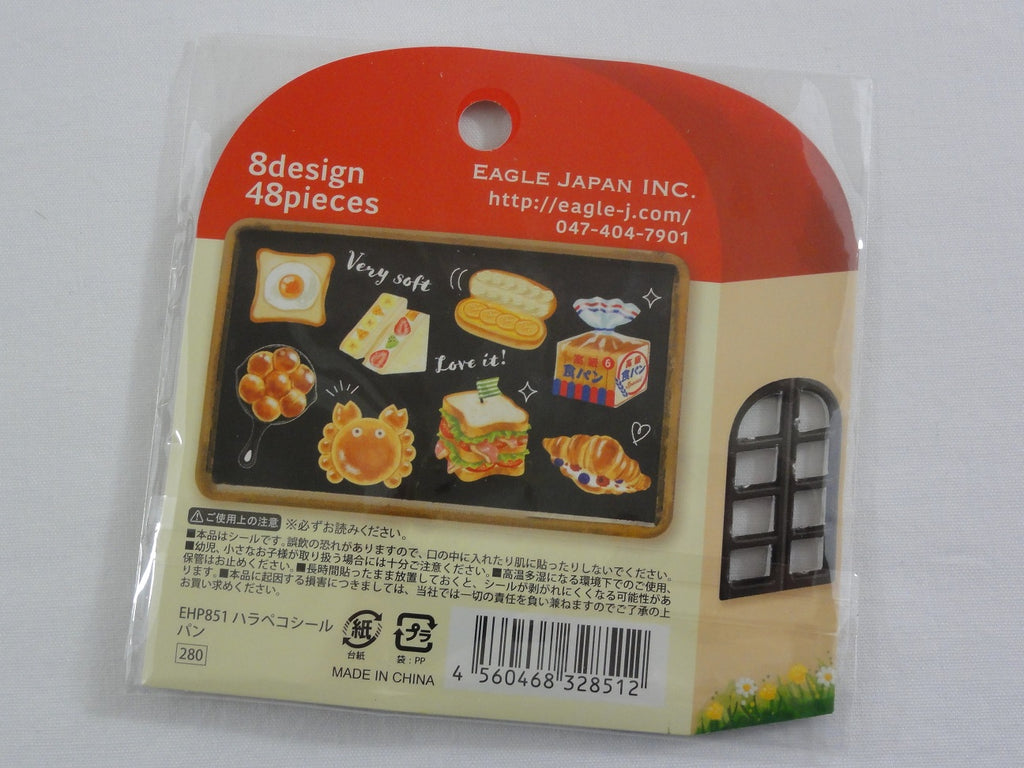 8design
48pieces
EAGLE JAPAN INC.
http://eagle-j.com/
047-404-7901
Very soft
Love it!
高級 6
食パン
高級
食パン
Special
⚠ご使用上の注意 ※必ずお読みください。
■本品はシールです。誤飲の恐れがありますので、口の中に入れたり肌に貼ったりしないでください。
■幼児、小さなお子様が取り扱う場合には十分ご注意ください。■高温多湿になる環境下でのご使用、
保管はお止めください。■長時間貼ったまま放置しておくと、シールが剥がれにくくなる可能性があ
ります。■本品に起因する損害につきましては、当社では一切の責任を負い兼ねますのでご了承の上
お買い求めください。
EHP851 ハラペコシール
パン
280
紙
台紙
プラ
袋:PP
MADE IN CHINA
4 560468 328512